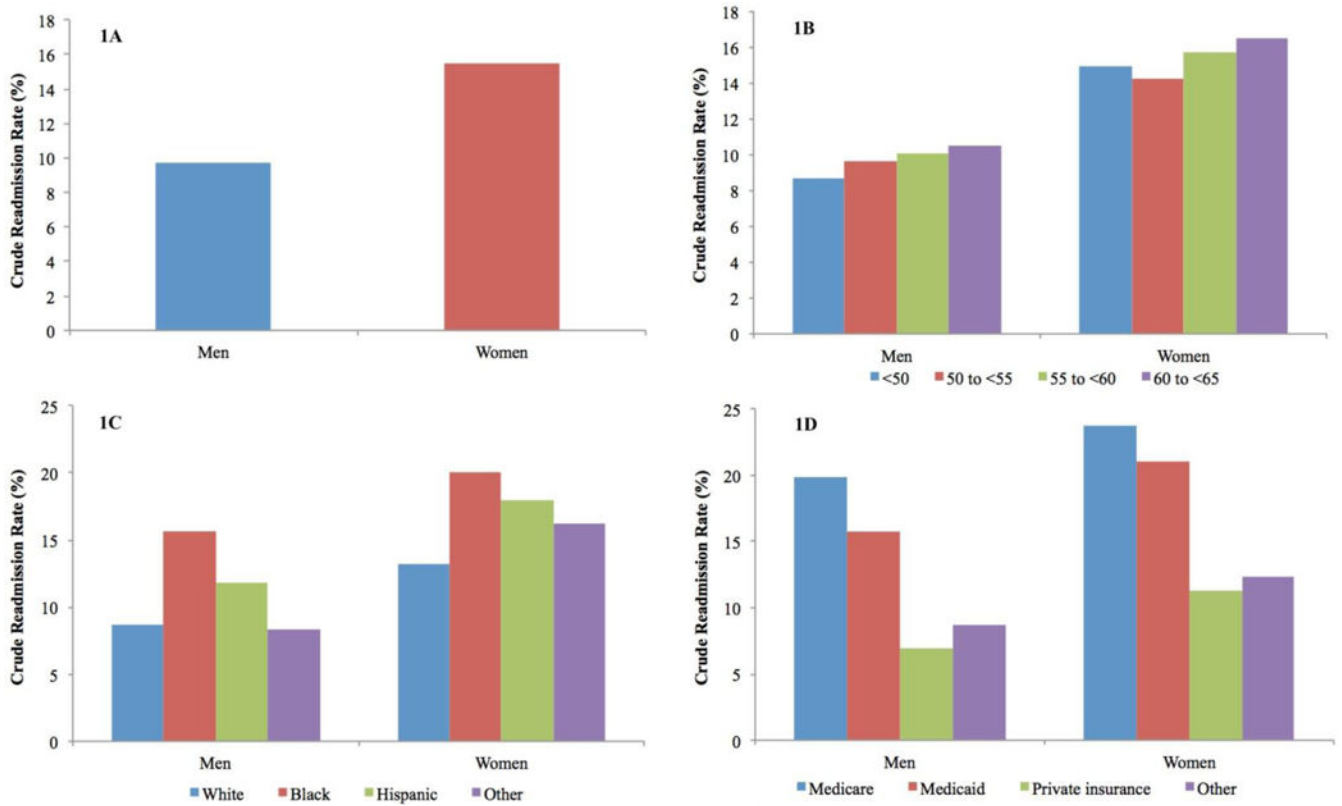 1A
Crude Readmission Rate (%)
18
16
14
12
10
8
6
4
2
0
Men Women
1B
Crude Readmission Rate (%)
18
16
14
12
10
8
6
4
2
0
Men Women
<50 50 to <55 55 to <60 60 to <65
1C
Crude Readmission Rate (%)
25
20
15
10
5
0
Men Women
White Black Hispanic Other
1D
Crude Readmission Rate (%)
25
20
15
10
5
0
Men Women
Medicare Medicaid Private insurance Other